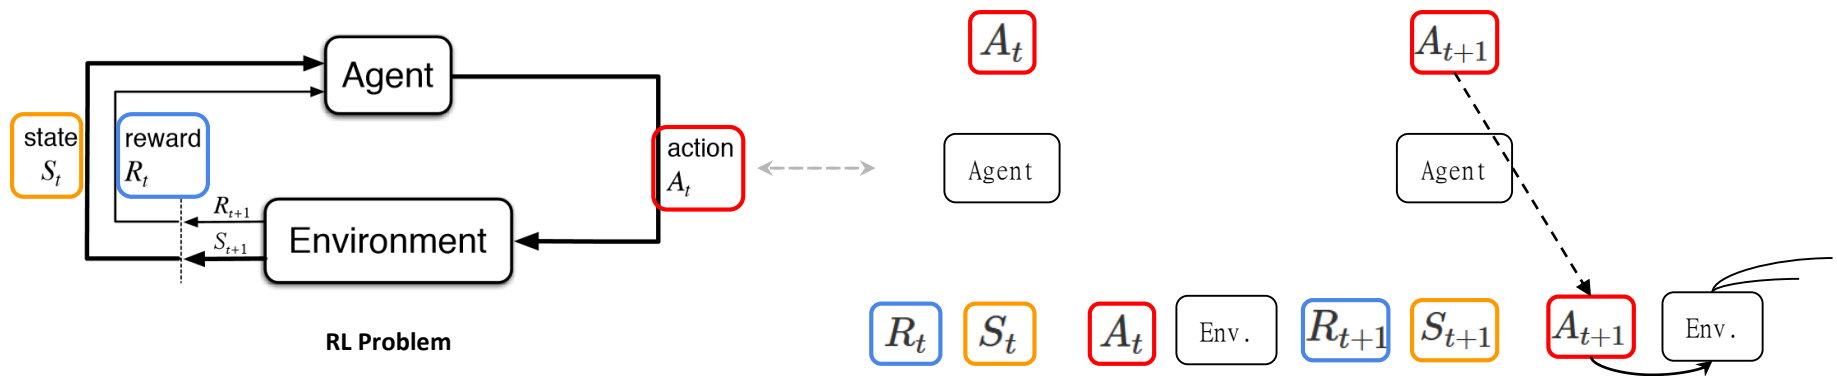 Agent
state
S_t
reward
R_t
action
A_t
R_{t+1}
S_{t+1}
Environment
RL Problem
A_t
A_{t+1}
Agent
Agent
R_t
S_t
A_t
Env.
R_{t+1}
S_{t+1}
A_{t+1}
Env.